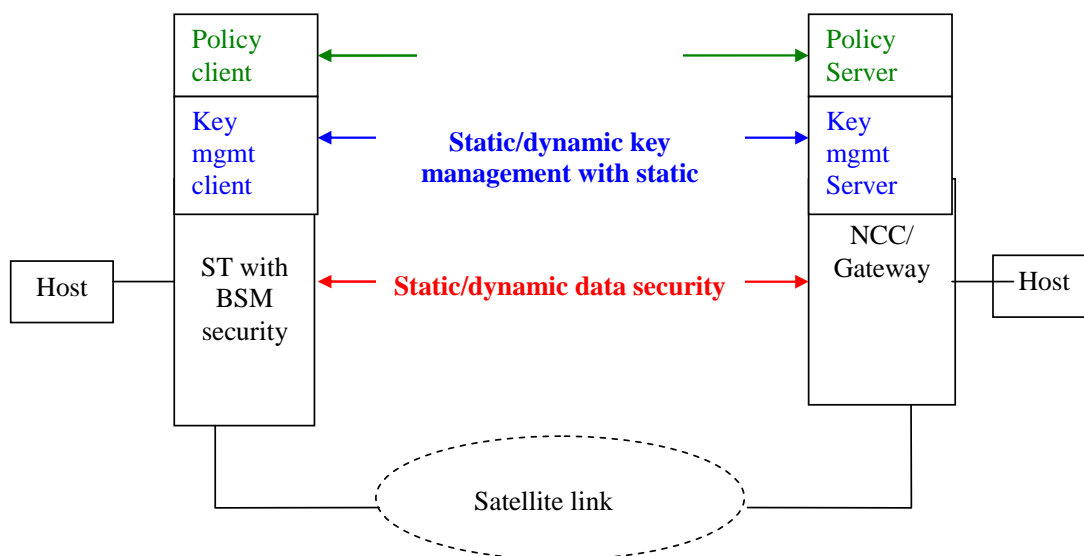 Policy
client
Policy
Server
Key
mgmt
client
Static/dynamic key
management with static
Key
mgmt
Server
Host
ST with
BSM
security
Static/dynamic data security
NCC/
Gateway
Host
Satellite link